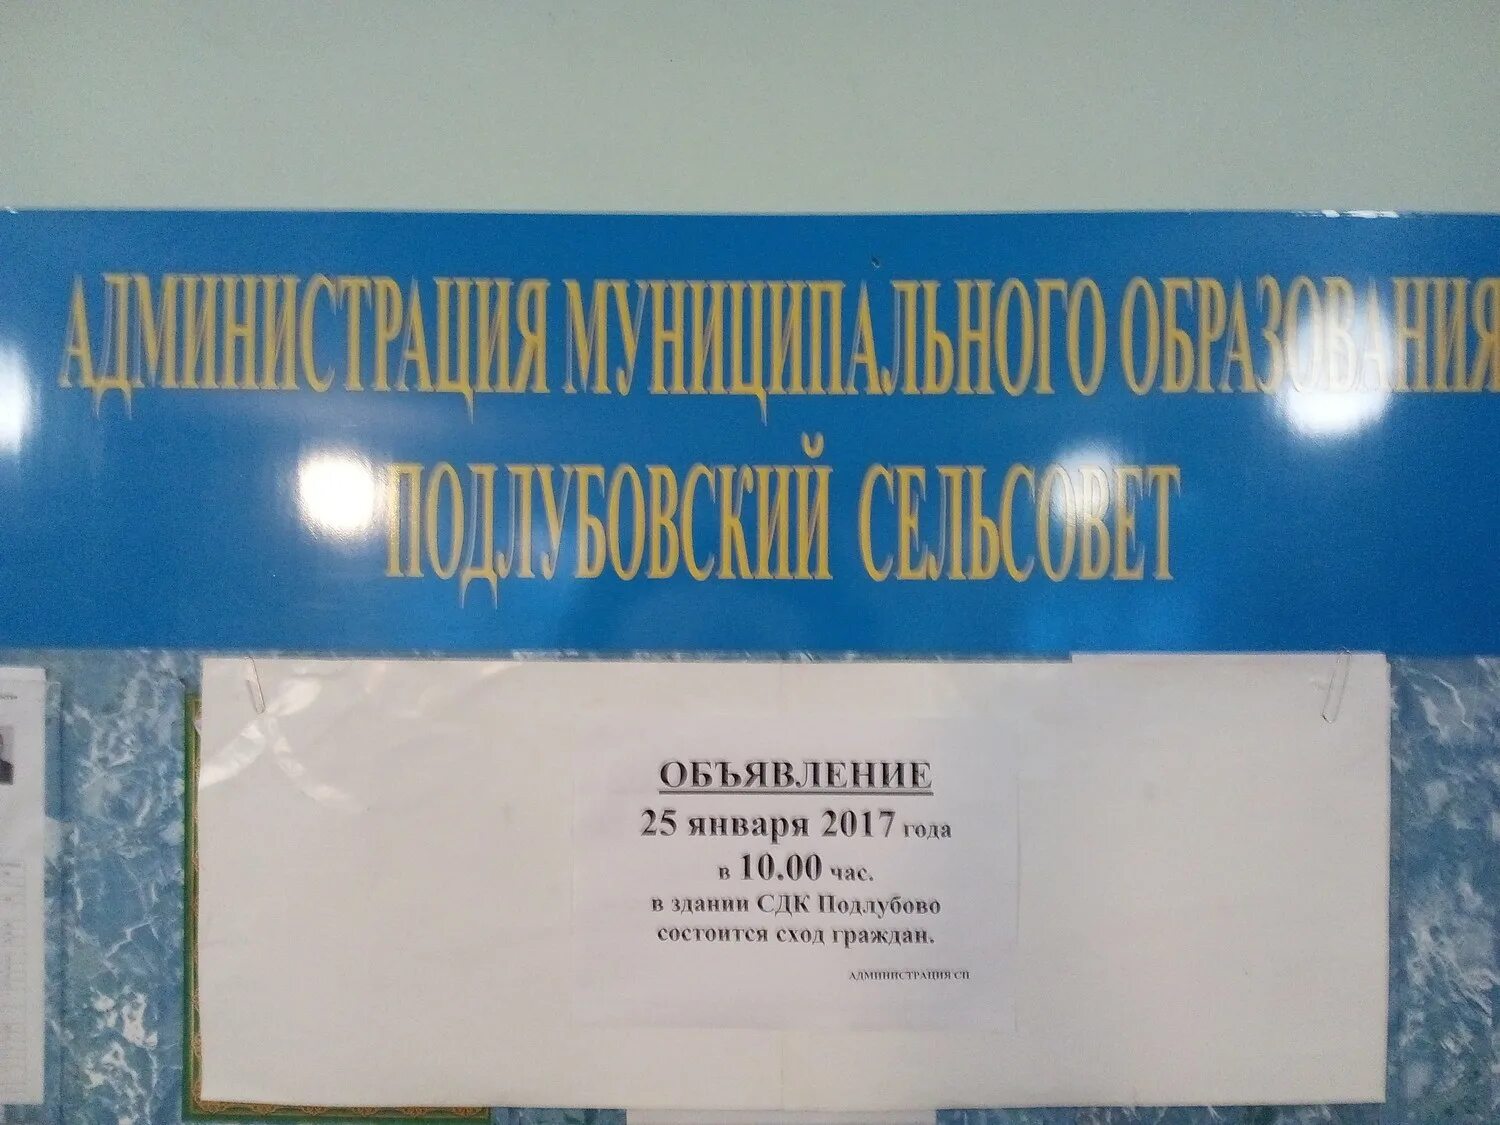 АДМИНИСТРАЦИЯ МУНИЦИПАЛЬНОГО ОБРАЗОВАНИЯ
ПОДЛУБОВСКИЙ СЕЛЬСОВЕТ
ОБЪЯВЛЕНИЕ
25 января 2017 года
в 10.00 час.
в здании СДК Подлубово
состоится сход граждан.
АДМИНИСТРАЦИЯ СП